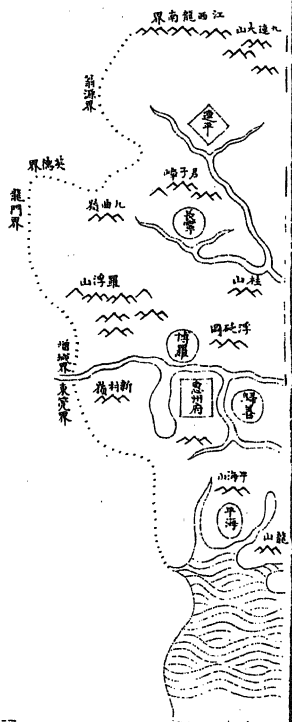 九連大山
江西龍南界
翁源界
連平
英德界
君子嶂
龍門界
九曲嶺
長寧
桂山
羅浮山
浮碇岡
博羅
增城界
東莞界
新村嶺
惠州府
歸善
平海山
平海
龍山